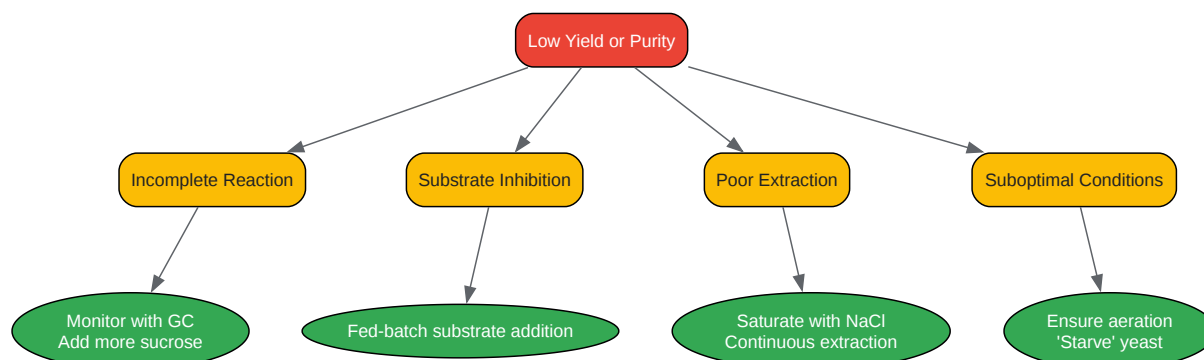 Low Yield or Purity
Incomplete Reaction
Substrate Inhibition
Poor Extraction
Suboptimal Conditions
Monitor with GC
Add more sucrose
Fed-batch substrate addition
Saturate with NaCl
Continuous extraction
Ensure aeration
'Starve' yeast